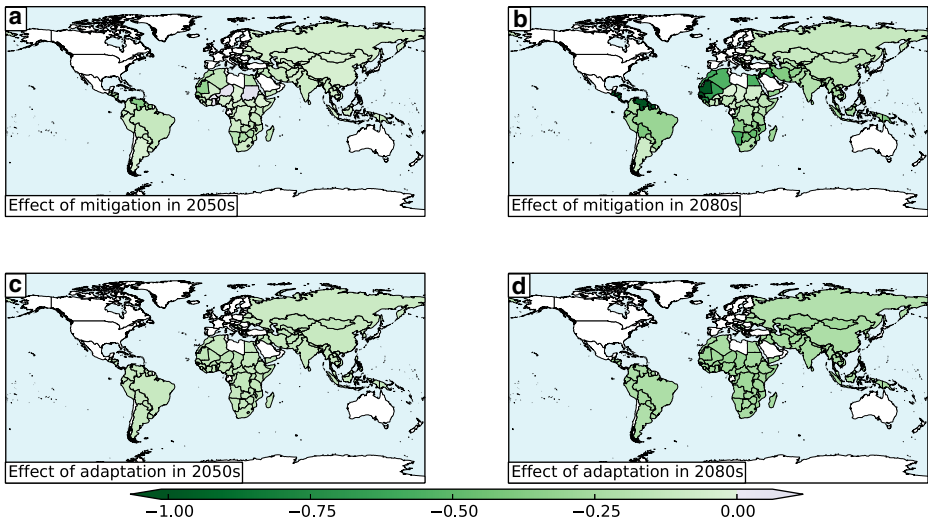 a
b
Effect of mitigation in 2050s
Effect of mitigation in 2080s
c
d
Effect of adaptation in 2050s
Effect of adaptation in 2080s
−1.00 −0.75 −0.50 −0.25 0.00